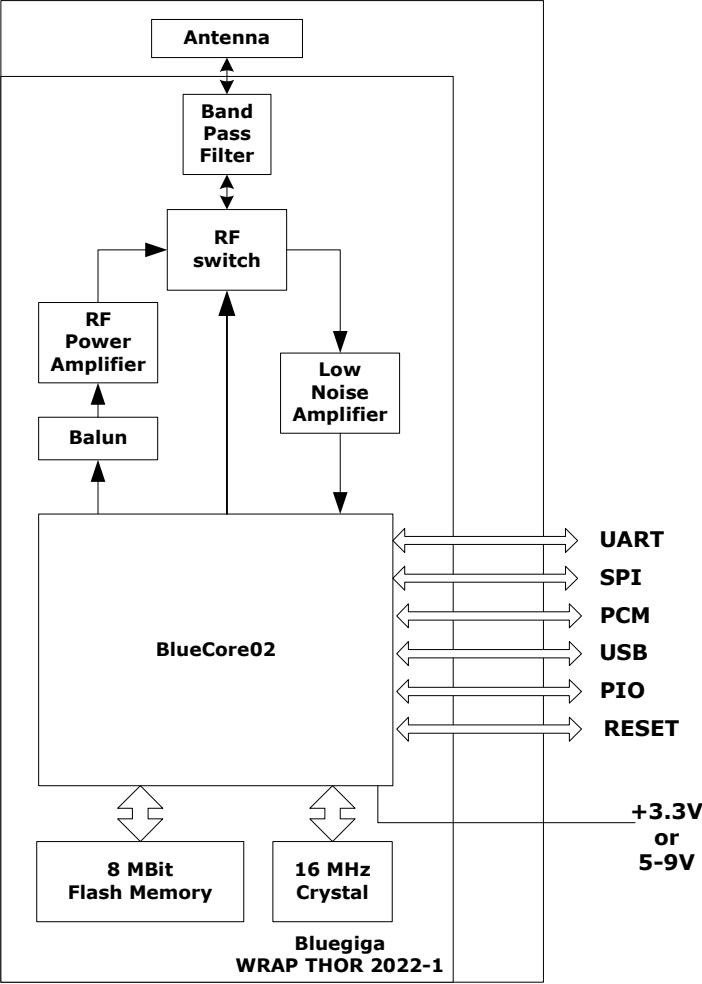 Antenna
Band
Pass
Filter
RF
switch
RF
Power
Amplifier
Low
Noise
Amplifier
Balun
BlueCore02
UART
SPI
PCM
USB
PIO
RESET
+3.3V
or
5-9V
8 MBit
Flash Memory
16 MHz
Crystal
Bluegiga
WRAP THOR 2022-1